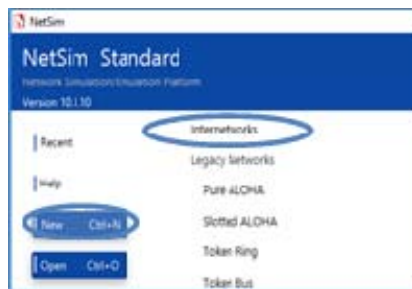 NetSim
NetSim Standard
Network Simulation/Emulation Platform
Version 10.1.10
Internetworks
Recent
Legacy Networks
Help
Pure ALOHA
New Ctrl+N
Slotted ALOHA
Token Ring
Open Ctrl+O
Token Bus